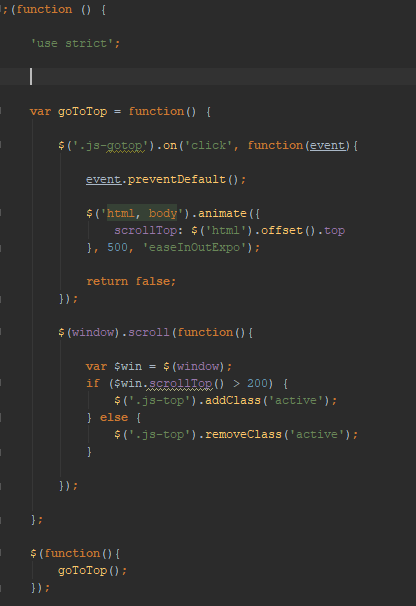 ;(function () {
'use strict';
var goToTop = function() {
$('.js-gotop').on('click', function(event){
event.preventDefault();
$('html, body').animate({
scrollTop: $('html').offset().top
}, 500, 'easeInOutExpo');
return false;
});
$(window).scroll(function(){
var $win = $(window);
if ($win.scrollTop() > 200) {
$('.js-top').addClass('active');
} else {
$('.js-top').removeClass('active');
}
});
};
$(function(){
goToTop();
});